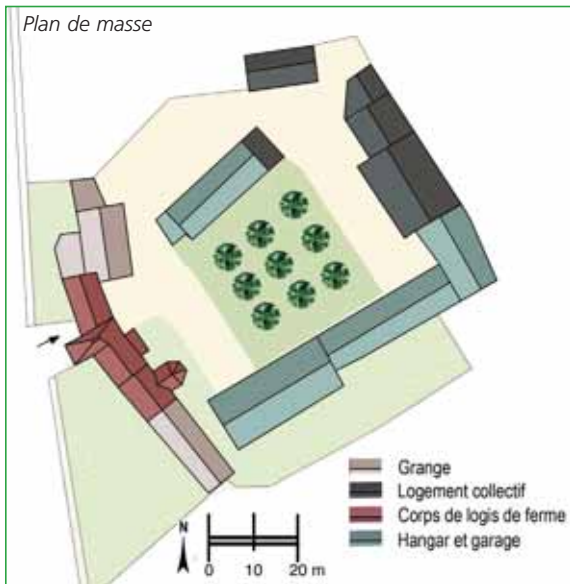 Plan de masse
Grange
Logement collectif
Corps de logis de ferme
Hangar et garage
N
0 10 20 m